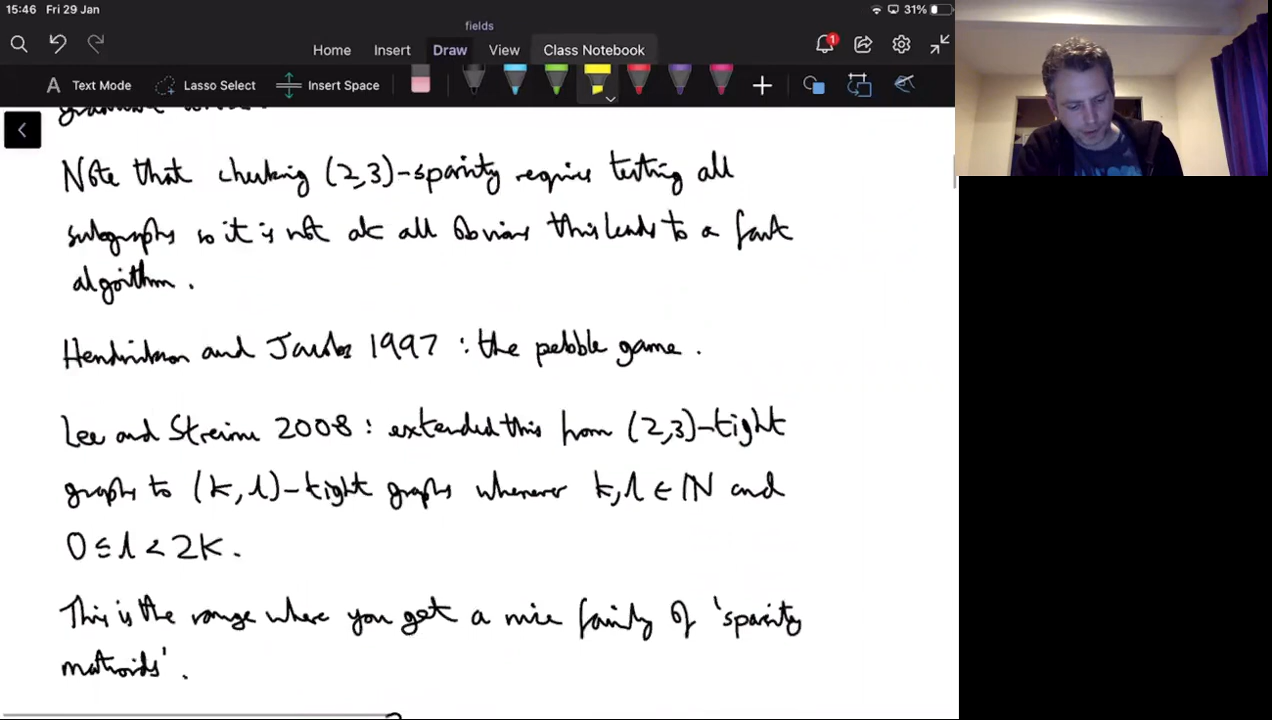 15:46 Fri 29 Jan
31%
fields
Home Insert Draw View Class Notebook
1
Text Mode Lasso Select Insert Space
Note that checking (2,3)-sparsity requires testing all
subgraphs so it is not at all obvious this leads to a fast
algorithm.
Hendrickson and Jacobs 1997 : the pebble game.
Lee and Streinu 2008 : extended this from (2,3)-tight
graphs to (k, l)-tight graphs whenever k, l ∈ ℕ and
0 ≤ l < 2k.
This is the range where you get a nice family of 'sparsity
matroids'.